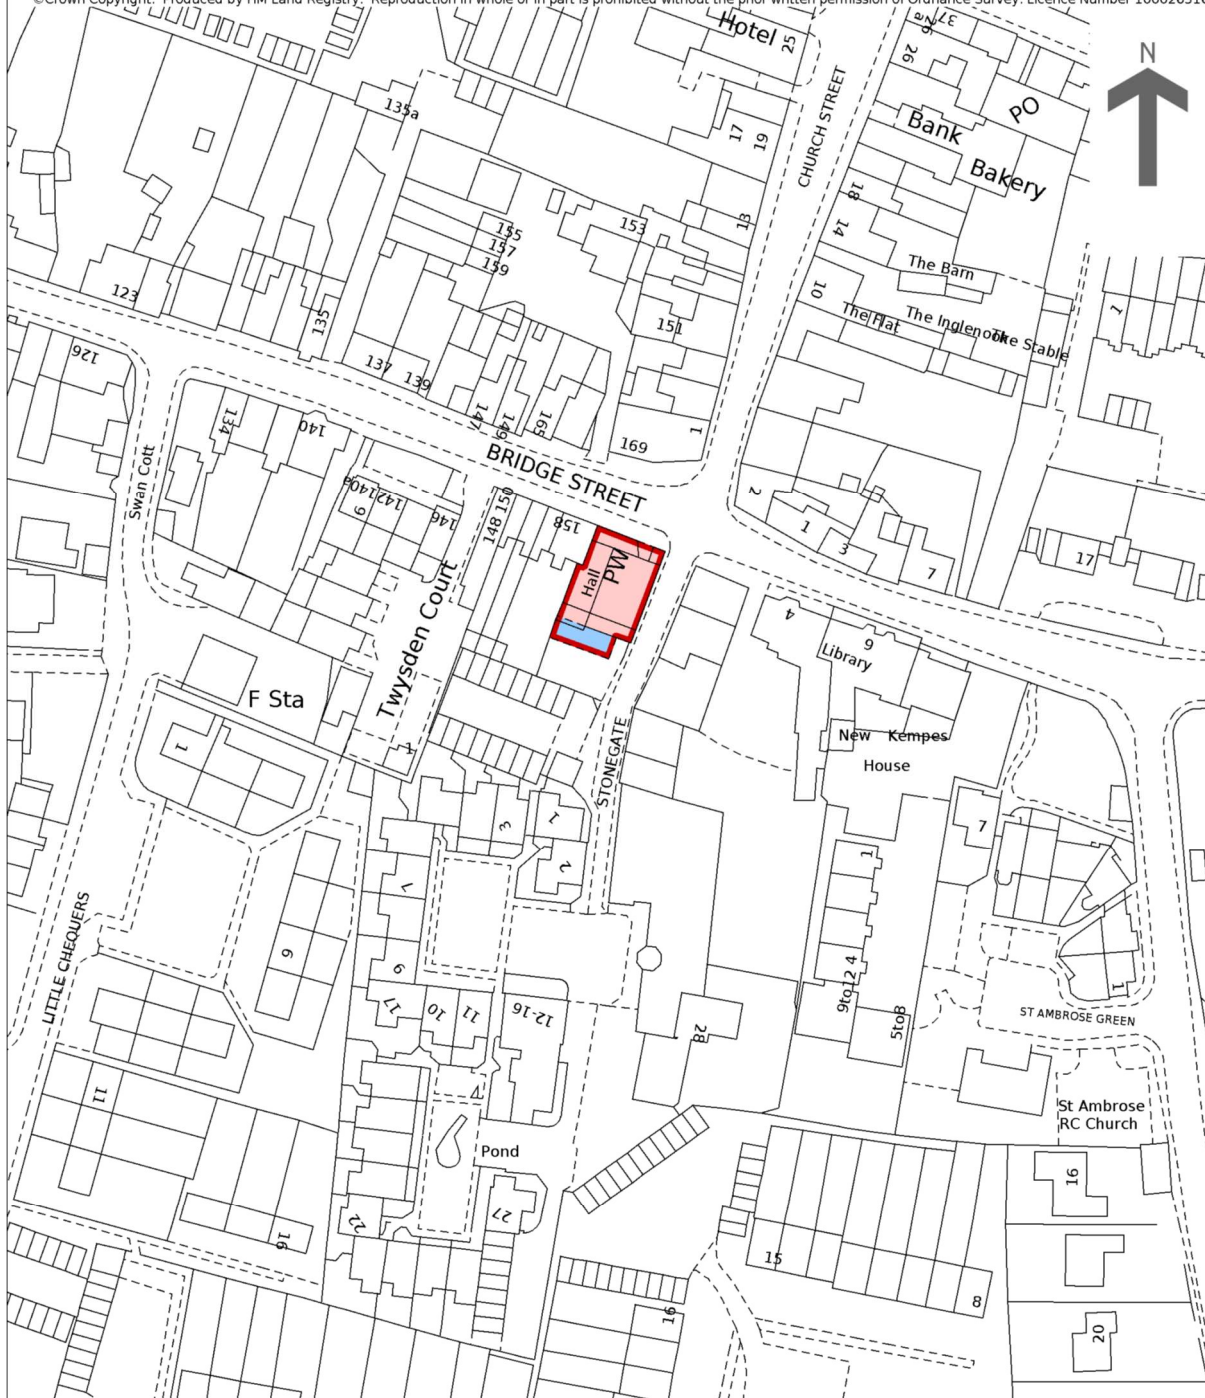 ©Crown Copyright. Produced by HM Land Registry. Reproduction in whole or in part is prohibited without the prior written permission of Ordnance Survey. Licence Number
N
Hotel
25
37
26
PO
Bank
Bakery
135a
17
19
CHURCH STREET
18
14
13
153
155
157
159
The Barn
10
The Flat
The Inglenook
The Stable
1
123
135
151
126
137
139
147
149
165
169
1
134
140
BRIDGE STREET
Swan Cott
140a
142
146
9
148
150
158
2
1
3
7
17
PW
Hall
Twysden Court
4
9
Library
F Sta
1
1
New Kempes
House
STONEGATE
3
1
2
7
1
LITTLE CHEQUERS
9
9
17
10
11
12-16
28
4
9to12
5to8
1
ST AMBROSE GREEN
11
St Ambrose
RC Church
Pond
16
22
27
16
15
8
16
20